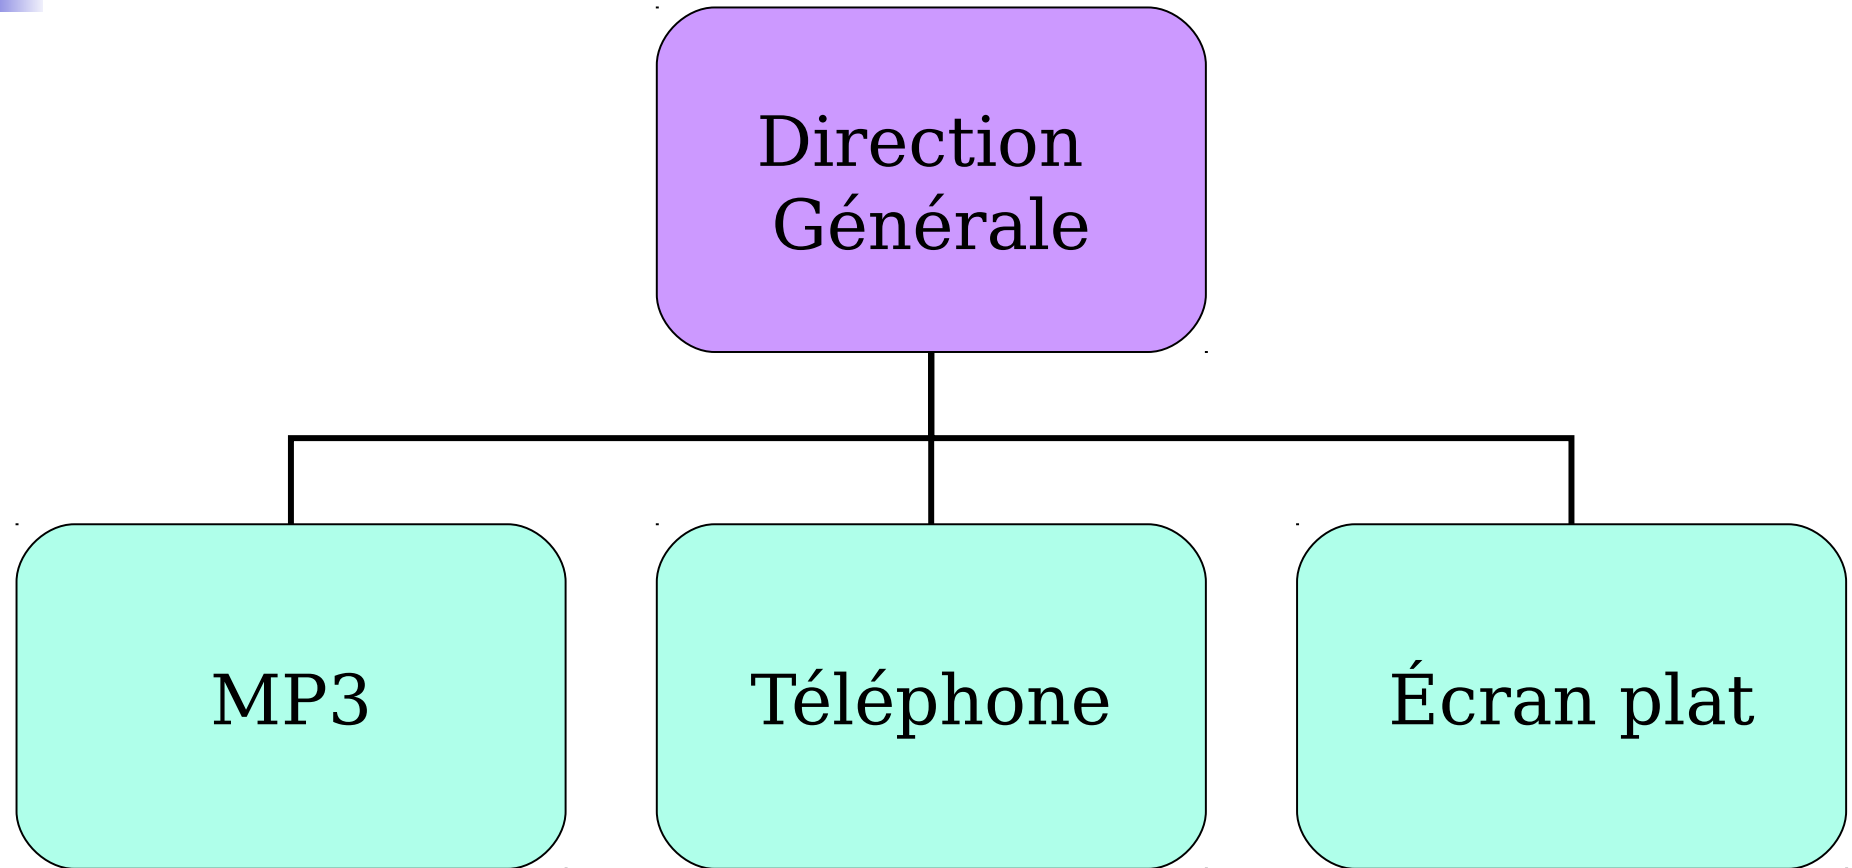 Direction
Générale
MP3
Téléphone
Écran plat